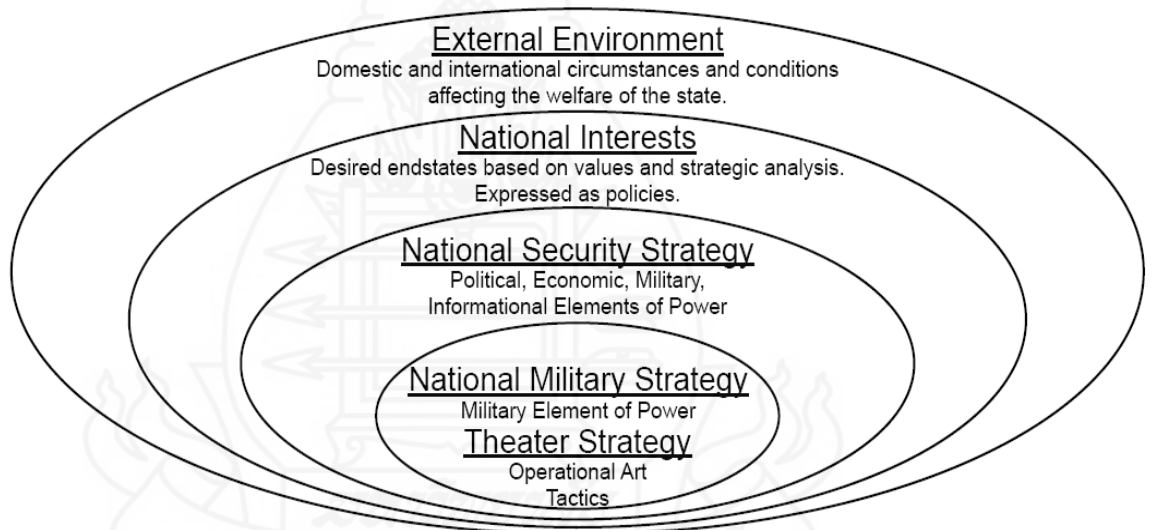 External Environment
Domestic and international circumstances and conditions
affecting the welfare of the state.
National Interests
Desired endstates based on values and strategic analysis.
Expressed as policies.
National Security Strategy
Political, Economic, Military,
Informational Elements of Power
National Military Strategy
Military Element of Power
Theater Strategy
Operational Art
Tactics